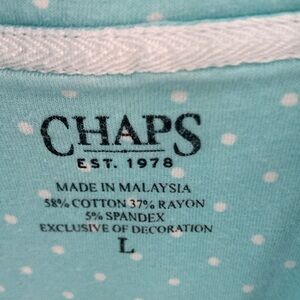 CHAPS
EST. 1978
MADE IN MALAYSIA
58% COTTON 37% RAYON
5% SPANDEX
EXCLUSIVE OF DECORATION
L